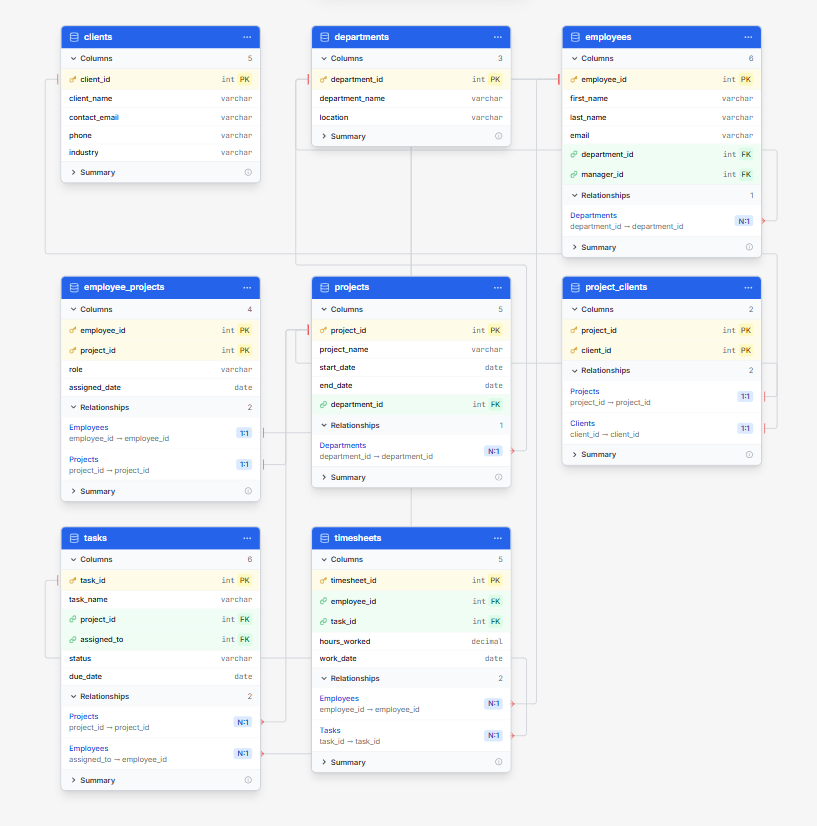 clients ...
Columns 5
client_id int PK
client_name varchar
contact_email varchar
phone varchar
industry varchar
Summary
departments ...
Columns 3
department_id int PK
department_name varchar
location varchar
Summary
employees ...
Columns 6
employee_id int PK
first_name varchar
last_name varchar
email varchar
department_id int FK
manager_id int FK
Relationships 1
Departments N:1
department_id → department_id
Summary
employee_projects ...
Columns 4
employee_id int PK
project_id int PK
role varchar
assigned_date date
Relationships 2
Employees 1:1
employee_id → employee_id
Projects 1:1
project_id → project_id
Summary
projects ...
Columns 5
project_id int PK
project_name varchar
start_date date
end_date date
department_id int FK
Relationships 1
Departments N:1
department_id → department_id
Summary
project_clients ...
Columns 2
project_id int PK
client_id int PK
Relationships 2
Projects 1:1
project_id → project_id
Clients 1:1
client_id → client_id
Summary
tasks ...
Columns 6
task_id int PK
task_name varchar
project_id int FK
assigned_to int FK
status varchar
due_date date
Relationships 2
Projects N:1
project_id → project_id
Employees N:1
assigned_to → employee_id
Summary
timesheets ...
Columns 5
timesheet_id int PK
employee_id int FK
task_id int FK
hours_worked decimal
work_date date
Relationships 2
Employees N:1
employee_id → employee_id
Tasks N:1
task_id → task_id
Summary